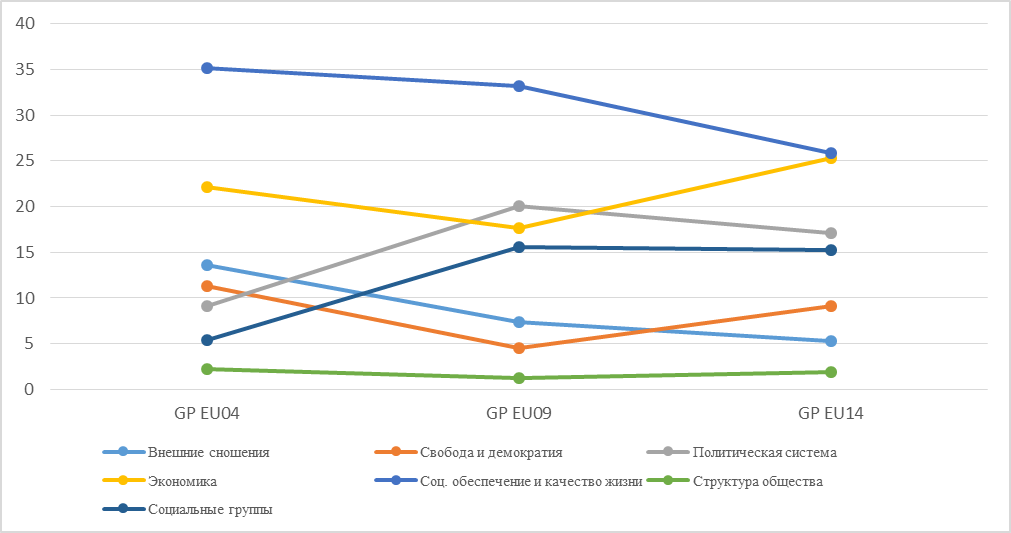 40
35
30
25
20
15
10
5
0
GP EU04 GP EU09 GP EU14
Внешние сношения Свобода и демократия Политическая система
Экономика Соц. обеспечение и качество жизни Структура общества
Социальные группы